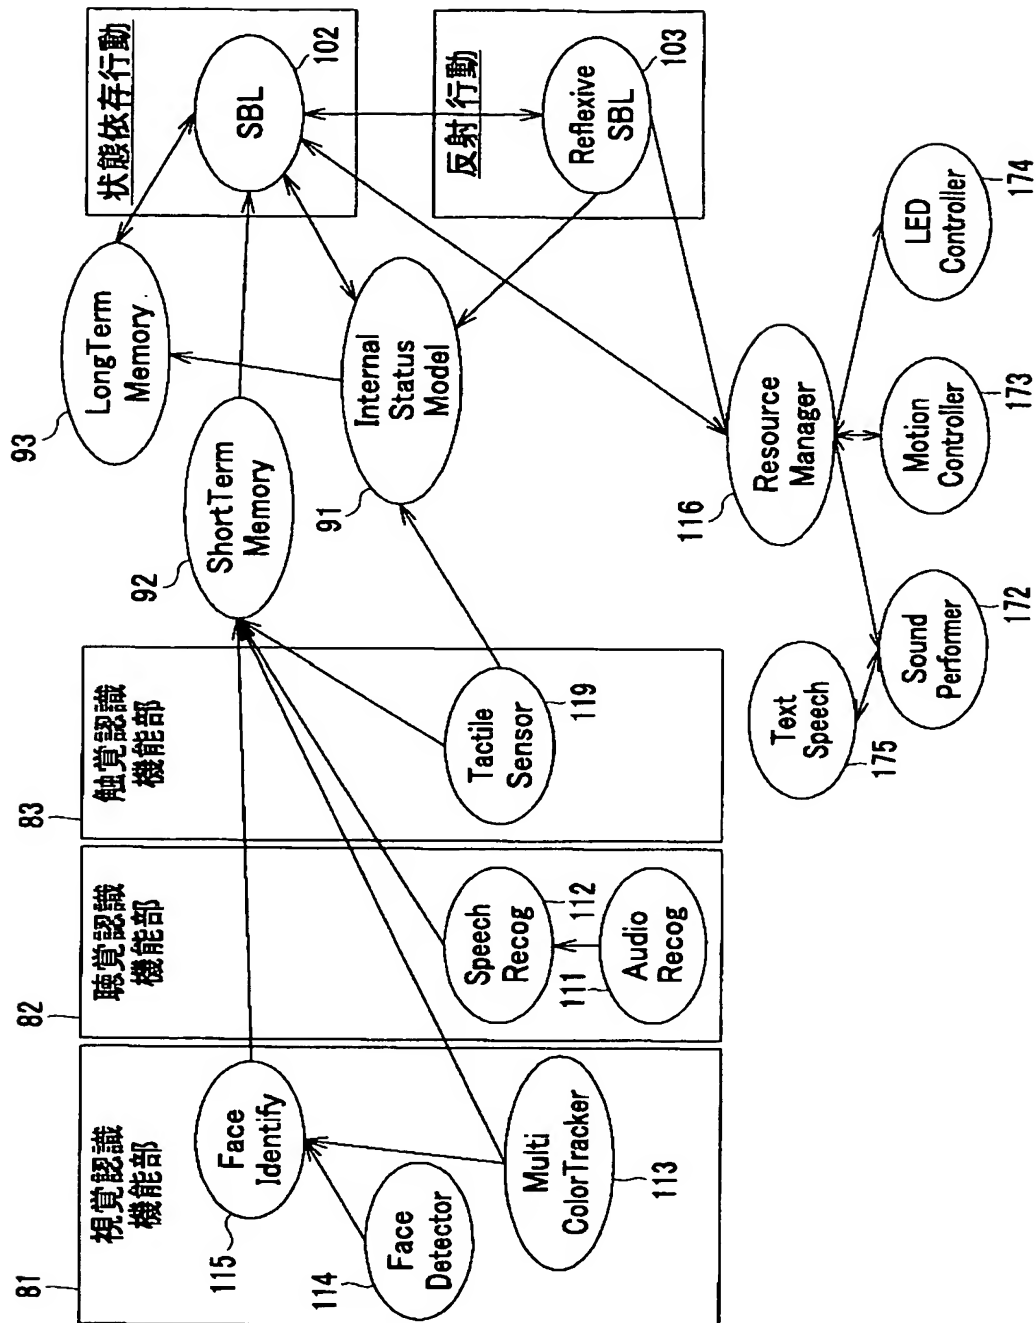 81
視覚認識
機能部
115
Face
Identify
114
Face
Detector
Multi
ColorTracker
113
82
聴覚認識
機能部
Speech
Recog
112
111
Audio
Recog
83
触覚認識
機能部
Tactile
Sensor
119
92
ShortTerm
Memory
93
LongTerm
Memory
91
Internal
Status
Model
状態依存行動
SBL
102
反射行動
Reflexive
SBL
103
116
Resource
Manager
Text
Speech
175
Sound
Performer
172
Motion
Controller
173
LED
Controller
174